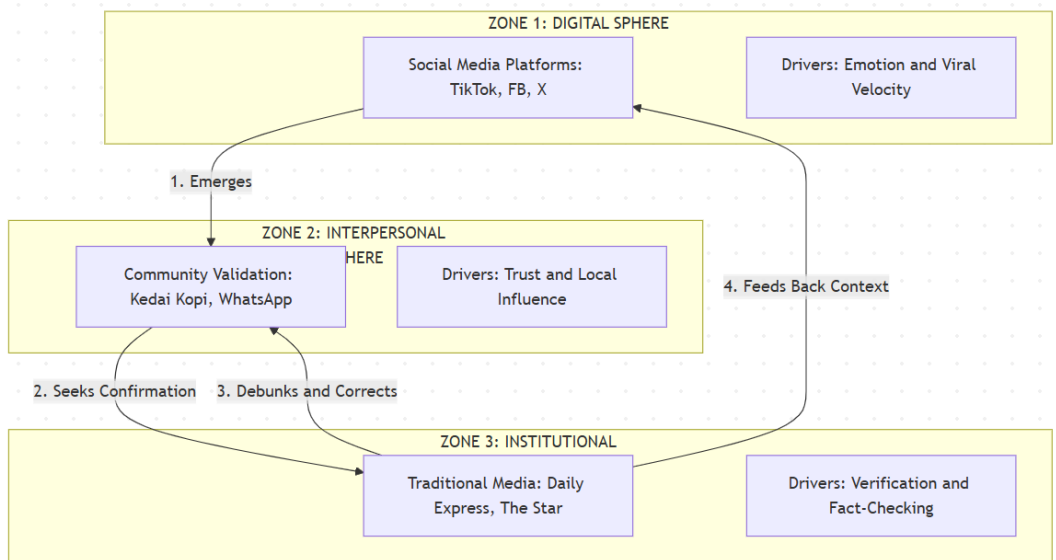 ZONE 1: DIGITAL SPHERE
Social Media Platforms:
TikTok, FB, X
Drivers: Emotion and Viral
Velocity
1. Emerges
ZONE 2: INTERPERSONAL
HERE
Community Validation:
Kedai Kopi, WhatsApp
Drivers: Trust and Local
Influence
4. Feeds Back Context
2. Seeks Confirmation
3. Debunks and Corrects
ZONE 3: INSTITUTIONAL
Traditional Media: Daily
Express, The Star
Drivers: Verification and
Fact-Checking